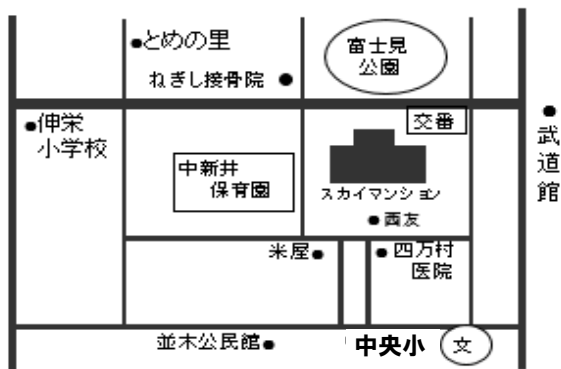 とめの里
ねぎし接骨院
富士見
公園
伸栄
小学校
交番
武道館
中新井
保育園
スカイマンション
西友
米屋
四万村
医院
並木公民館
中央小
文